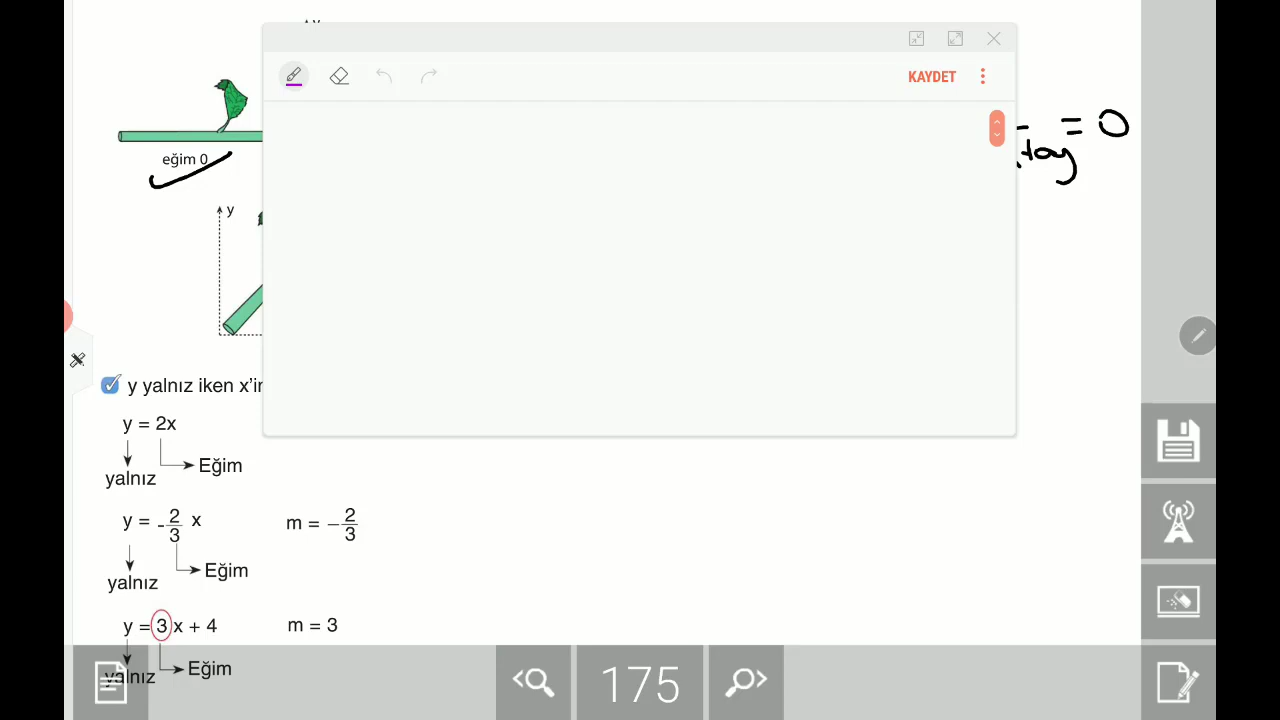 KAYDET
= 0
eğim 0
y
y yalnız iken x'in
y = 2x
Eğim
yalnız
y = -2/3 x m = -2/3
Eğim
yalnız
y = 3x + 4 m = 3
Eğim
yalnız
175